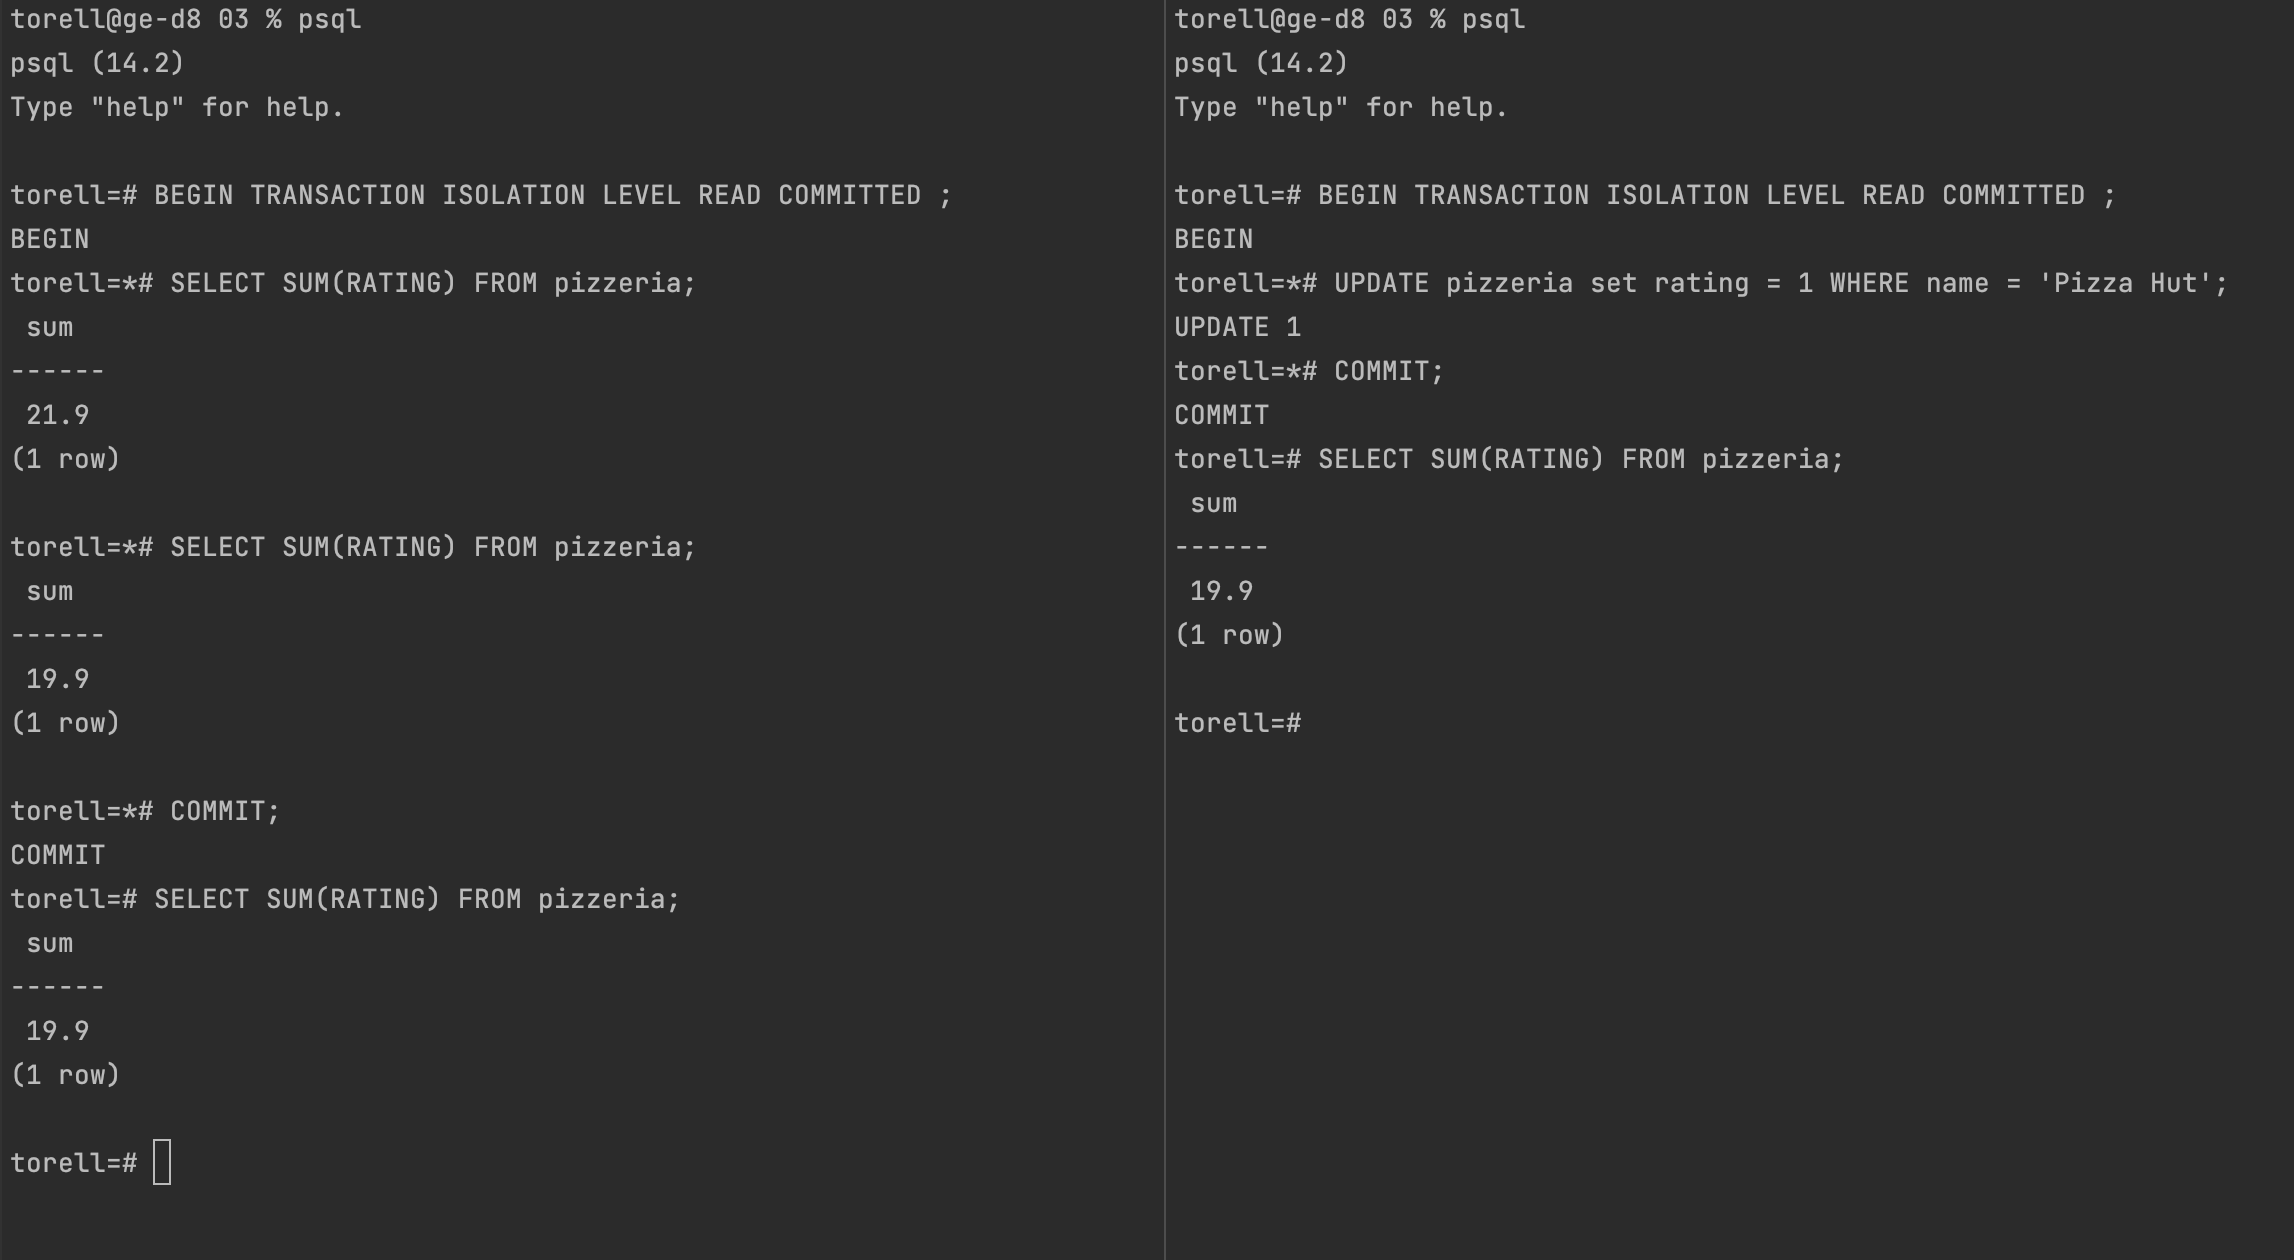 torell@ge-d8 03 % psql
psql (14.2)
Type "help" for help.

torell=# BEGIN TRANSACTION ISOLATION LEVEL READ COMMITTED ;
BEGIN
torell=*# SELECT SUM(RATING) FROM pizzeria;
 sum
------
 21.9
(1 row)

torell=*# SELECT SUM(RATING) FROM pizzeria;
 sum
------
 19.9
(1 row)

torell=*# COMMIT;
COMMIT
torell=# SELECT SUM(RATING) FROM pizzeria;
 sum
------
 19.9
(1 row)

torell=#
torell@ge-d8 03 % psql
psql (14.2)
Type "help" for help.

torell=# BEGIN TRANSACTION ISOLATION LEVEL READ COMMITTED ;
BEGIN
torell=*# UPDATE pizzeria set rating = 1 WHERE name = 'Pizza Hut';
UPDATE 1
torell=*# COMMIT;
COMMIT
torell=# SELECT SUM(RATING) FROM pizzeria;
 sum
------
 19.9
(1 row)

torell=#